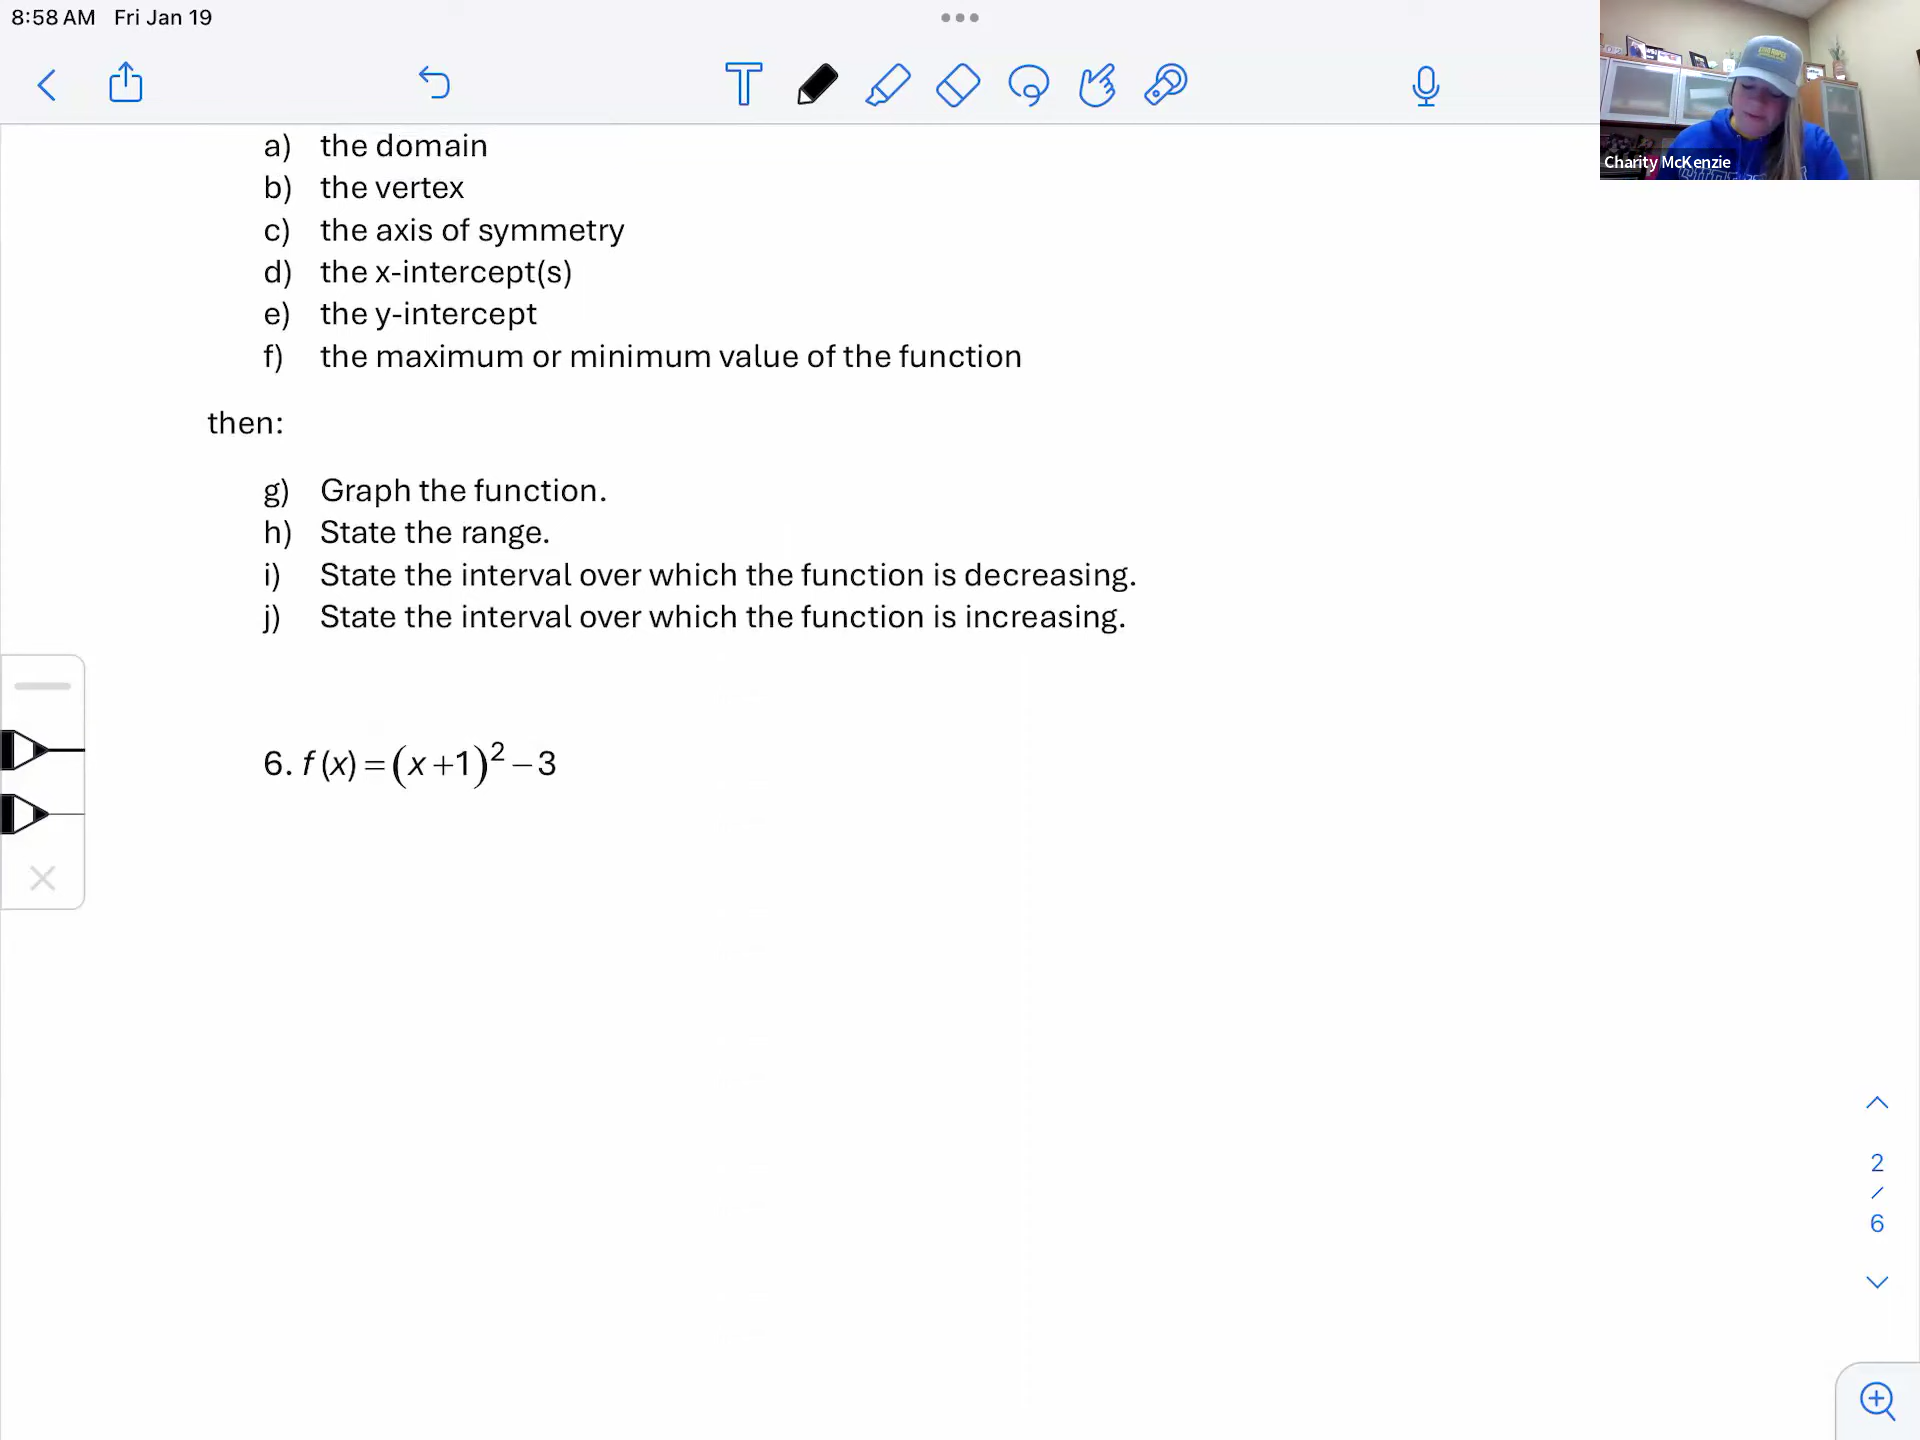 8:58 AM Fri Jan 19
T
Charity McKenzie
a) the domain
b) the vertex
c) the axis of symmetry
d) the x-intercept(s)
e) the y-intercept
f) the maximum or minimum value of the function
then:
g) Graph the function.
h) State the range.
i) State the interval over which the function is decreasing.
j) State the interval over which the function is increasing.
6. f(x)=(x+1)²−3
2
/
6